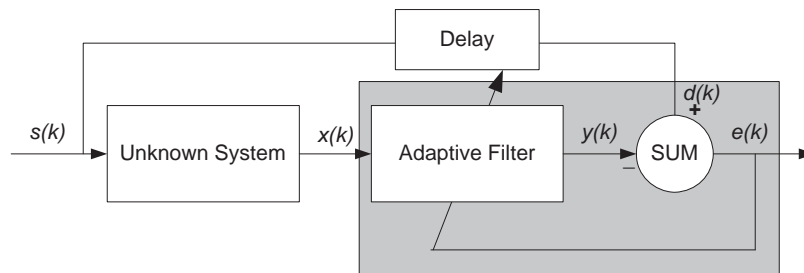 Delay
s(k)
Unknown System
x(k)
Adaptive Filter
y(k)
d(k)
+
SUM
−
e(k)